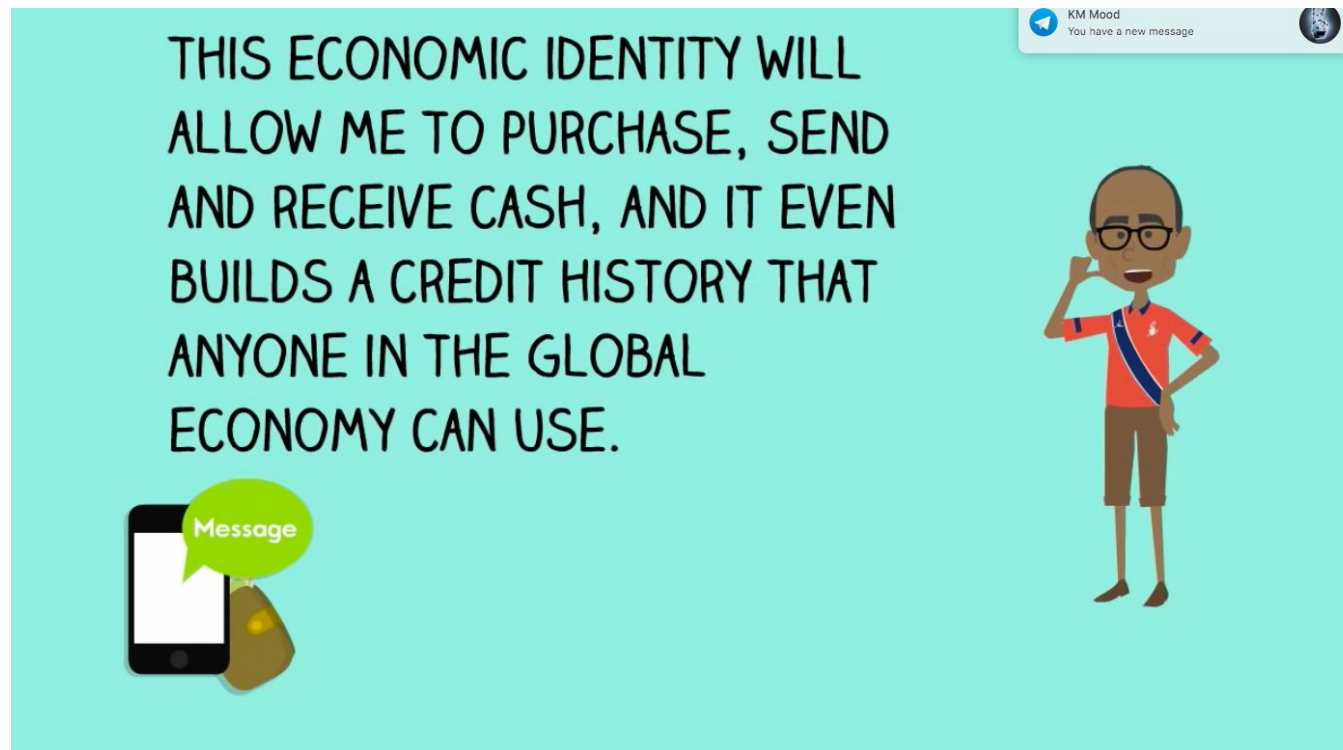 KM Mood
You have a new message
THIS ECONOMIC IDENTITY WILL
ALLOW ME TO PURCHASE, SEND
AND RECEIVE CASH, AND IT EVEN
BUILDS A CREDIT HISTORY THAT
ANYONE IN THE GLOBAL
ECONOMY CAN USE.
Message